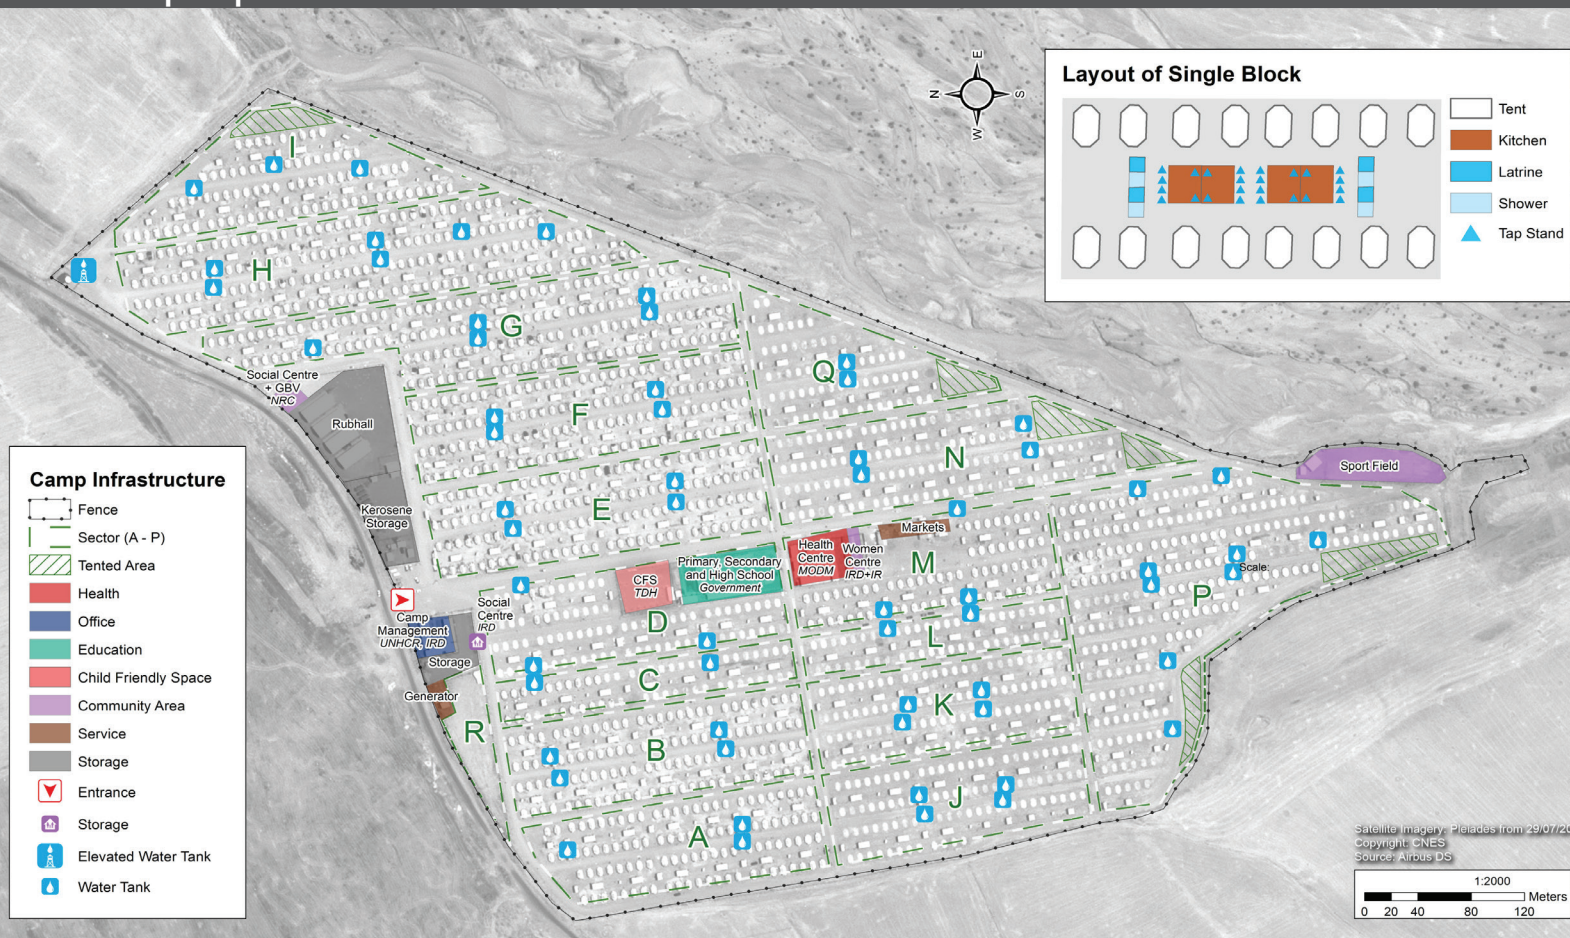 E
N
S
W
Layout of Single Block
Tent
Kitchen
Latrine
Shower
Tap Stand
I
H
G
Q
F
N
E
M
P
D
L
C
K
R
B
J
A
Social Centre
+ GBV
NRC
Rubhall
Kerosene
Storage
Sport Field
Markets
Health
Centre
MODM
Women
Centre
IRD+IR
Primary, Secondary
and High School
Government
CFS
TDH
Scale:
Social
Centre
IRD
Camp
Management
UNHCR, IRD
Storage
Generator
Camp Infrastructure
Fence
Sector (A - P)
Tented Area
Health
Office
Education
Child Friendly Space
Community Area
Service
Storage
Entrance
Storage
Elevated Water Tank
Water Tank
Satellite Imagery: Pleiades from 29/07/20
Copyright: CNES
Source: Airbus DS
1:2000
Meters
0 20 40 80 120